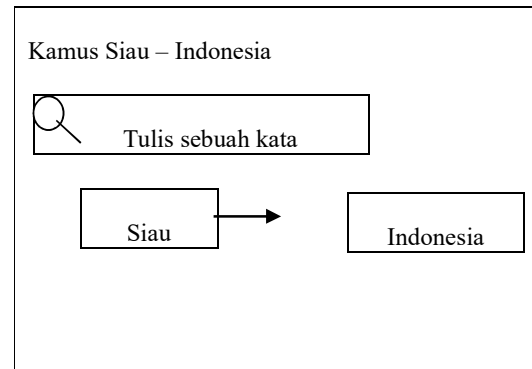 Kamus Siau – Indonesia
Tulis sebuah kata
Siau
Indonesia